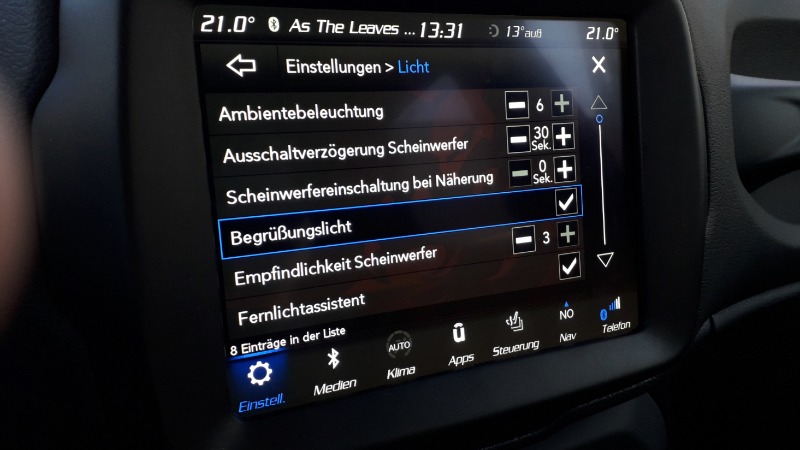 21.0° As The Leaves ... 13:31 13°auß 21.0°
Einstellungen > Licht X
Ambientebeleuchtung - 6 +
Ausschaltverzögerung Scheinwerfer - 30 Sek. +
Scheinwerfereinschaltung bei Näherung - 0 Sek. +
Begrüßungslicht
Empfindlichkeit Scheinwerfer - 3 +
Fernlichtassistent
8 Einträge in der Liste
AUTO NO
Einstell. Medien Klima Apps Steuerung Nav Telefon